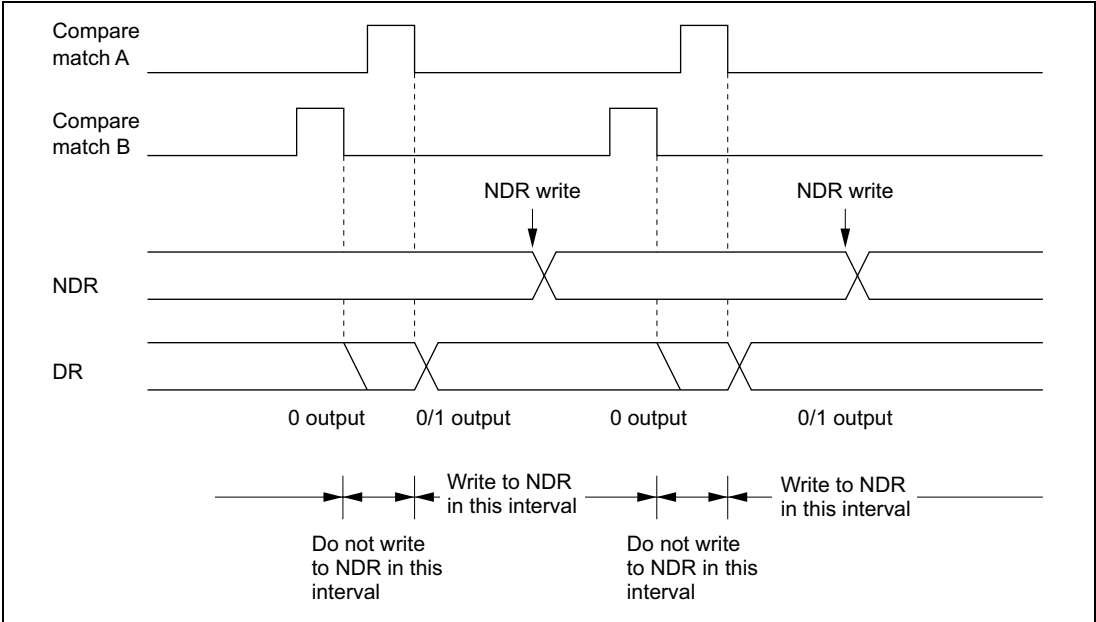 Compare
match A
Compare
match B
NDR write
NDR write
NDR
DR
0 output
0/1 output
0 output
0/1 output
Write to NDR
in this interval
Write to NDR
in this interval
Do not write
to NDR in this
interval
Do not write
to NDR in this
interval